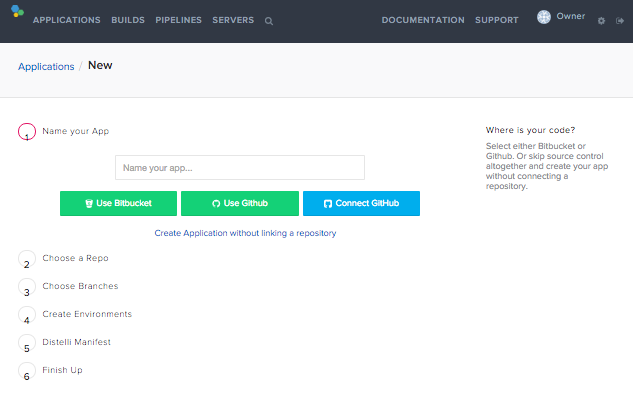 APPLICATIONS BUILDS PIPELINES SERVERS DOCUMENTATION SUPPORT Owner
Applications / New
1 Name your App
Name your app...
Use Bitbucket Use Github Connect GitHub
Create Application without linking a repository
2 Choose a Repo
3 Choose Branches
4 Create Environments
5 Distelli Manifest
6 Finish Up
Where is your code?
Select either Bitbucket or
Github. Or skip source control
altogether and create your app
without connecting a
repository.